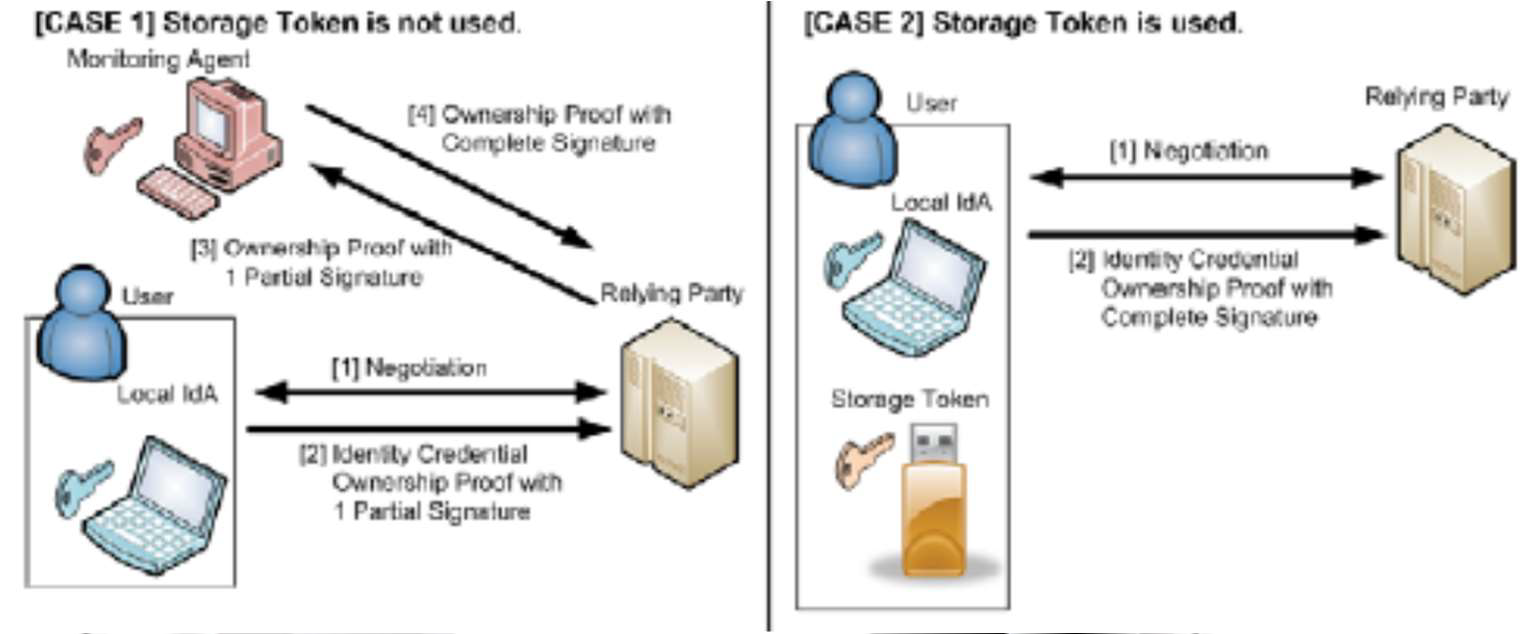 [CASE 1] Storage Token is not used.
Monitoring Agent
[4] Ownership Proof with
Complete Signature
[3] Ownership Proof with
1 Partial Signature
User
Relying Party
[1] Negotiation
Local IdA
[2] Identity Credential
Ownership Proof with
1 Partial Signature
[CASE 2] Storage Token is used.
User
Relying Party
[1] Negotiation
Local IdA
[2] Identity Credential
Ownership Proof with
Complete Signature
Storage Token